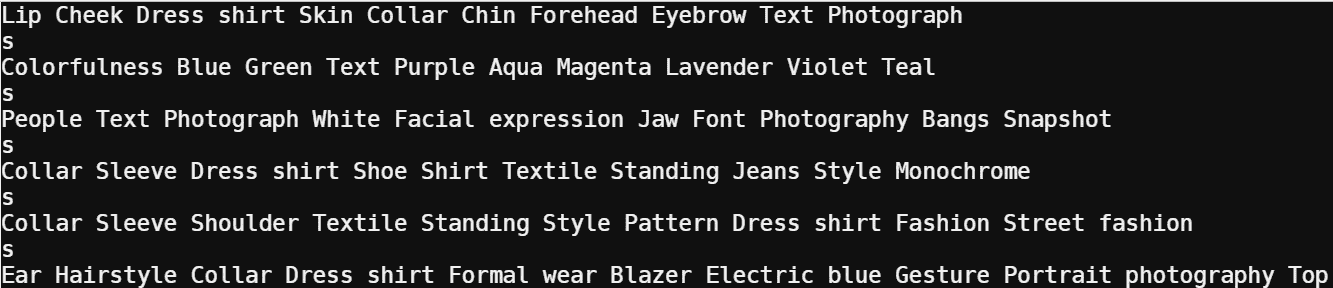 Lip Cheek Dress shirt Skin Collar Chin Forehead Eyebrow Text Photograph
s
Colorfulness Blue Green Text Purple Aqua Magenta Lavender Violet Teal
s
People Text Photograph White Facial expression Jaw Font Photography Bangs Snapshot
s
Collar Sleeve Dress shirt Shoe Shirt Textile Standing Jeans Style Monochrome
s
Collar Sleeve Shoulder Textile Standing Style Pattern Dress shirt Fashion Street fashion
s
Ear Hairstyle Collar Dress shirt Formal wear Blazer Electric blue Gesture Portrait photography Top